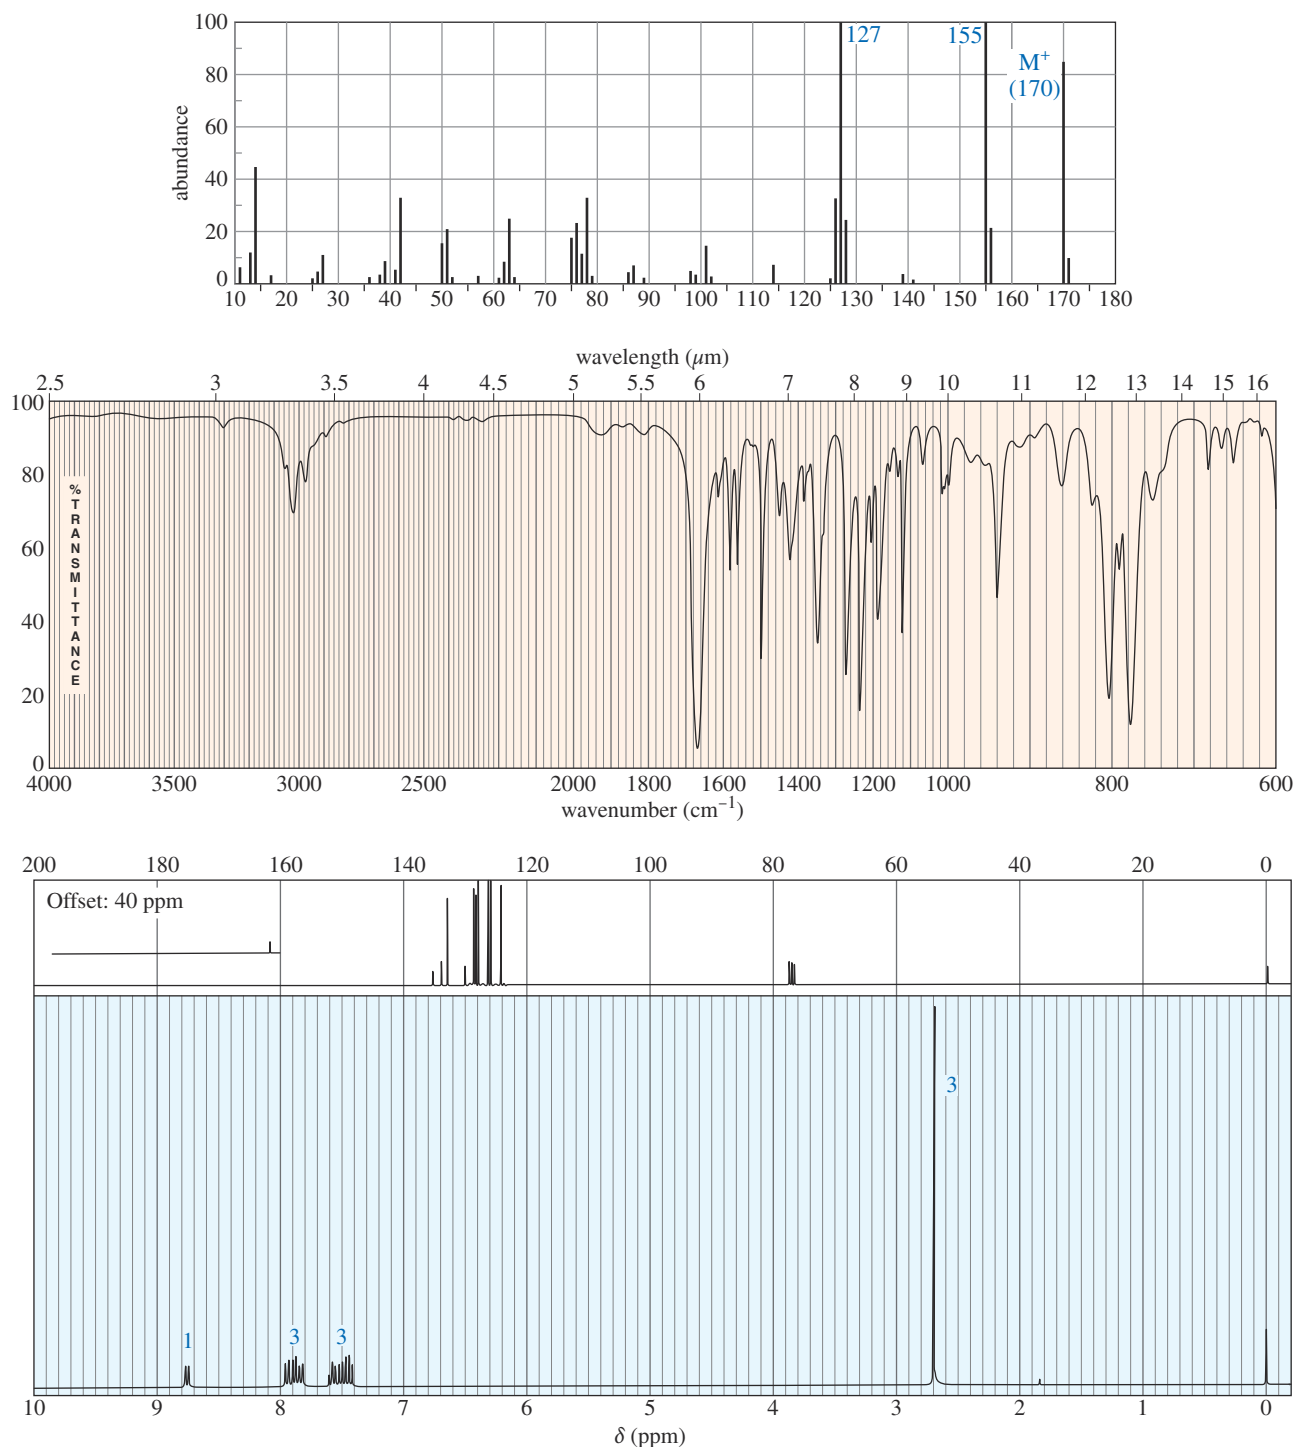 100
127
155
M⁺
(170)
80
60
40
20
0
abundance
10 20 30 40 50 60 70 80 90 100 110 120 130 140 150 160 170 180
wavelength (μm)
2.5 3 3.5 4 4.5 5 5.5 6 7 8 9 10 11 12 13 14 15 16
100
80
60
40
20
0
% TRANSMITTANCE
4000 3500 3000 2500 2000 1800 1600 1400 1200 1000 800 600
wavenumber (cm⁻¹)
200 180 160 140 120 100 80 60 40 20 0
Offset: 40 ppm
3
1 3 3
10 9 8 7 6 5 4 3 2 1 0
δ (ppm)